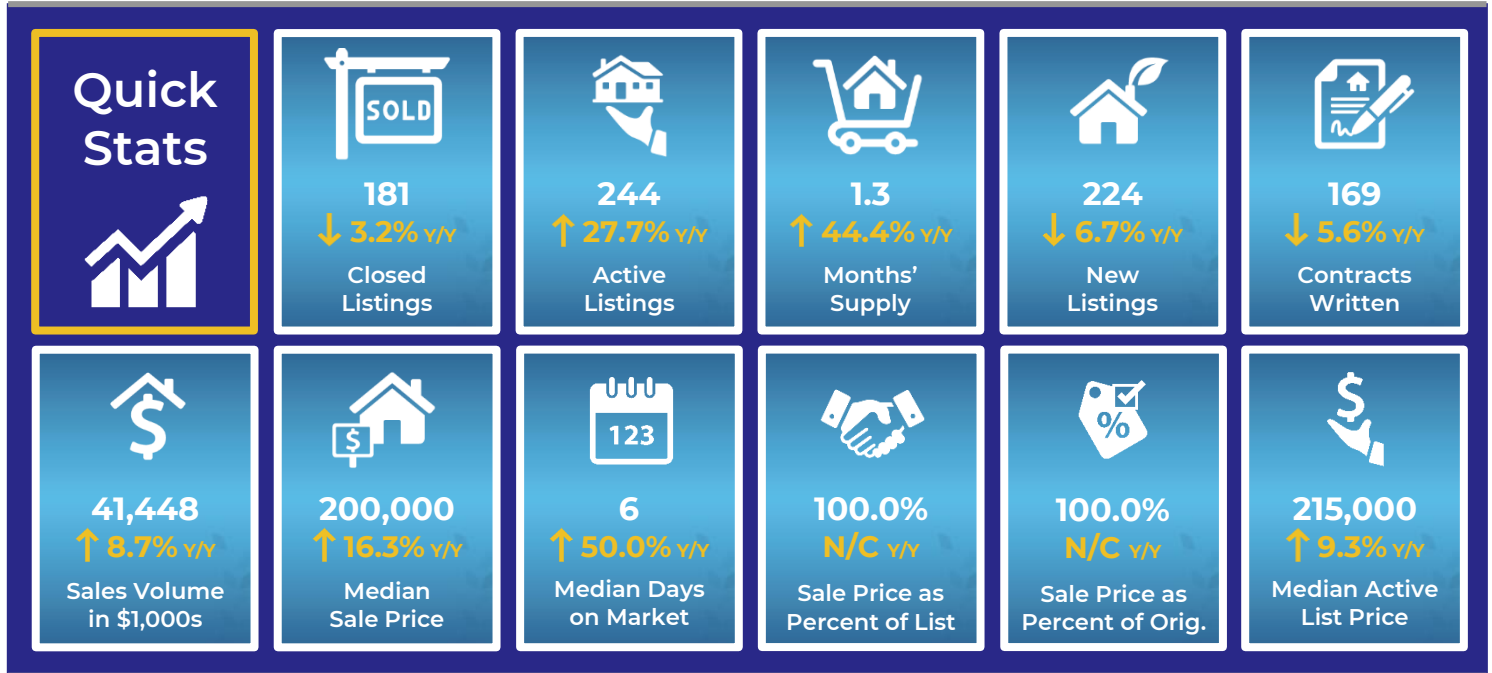 Quick
Stats
SOLD
181
↓ 3.2% Y/Y
Closed
Listings
244
↑ 27.7% Y/Y
Active
Listings
1.3
↑ 44.4% Y/Y
Months’
Supply
224
↓ 6.7% Y/Y
New
Listings
169
↓ 5.6% Y/Y
Contracts
Written
$
41,448
↑ 8.7% Y/Y
Sales Volume
in $1,000s
$
200,000
↑ 16.3% Y/Y
Median
Sale Price
123
6
↑ 50.0% Y/Y
Median Days
on Market
100.0%
N/C Y/Y
Sale Price as
Percent of List
%
100.0%
N/C Y/Y
Sale Price as
Percent of Orig.
$
215,000
↑ 9.3% Y/Y
Median Active
List Price